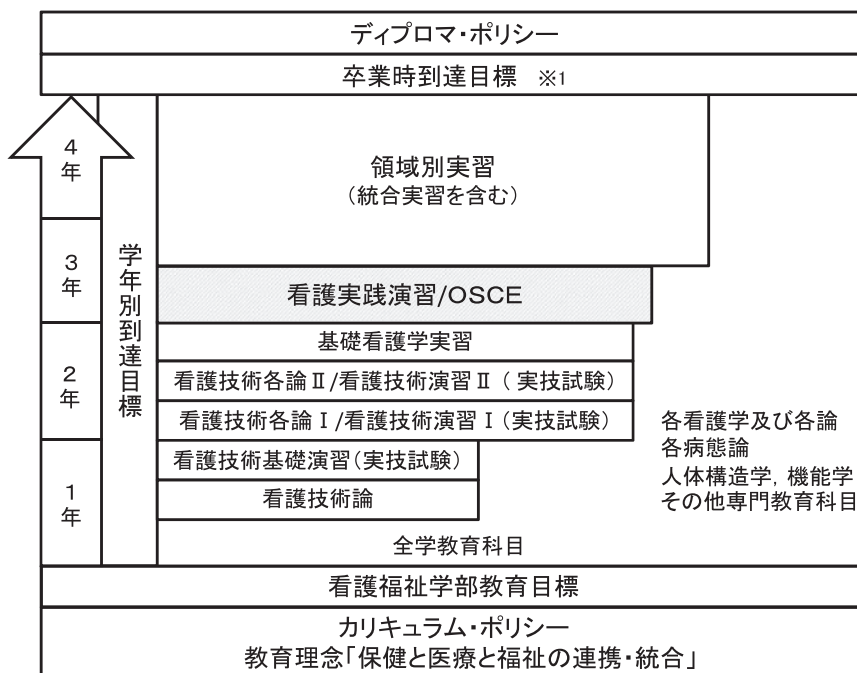 ディプロマ・ポリシー
卒業時到達目標 ※1
4年
3年
2年
1年
学年別到達目標
領域別実習
（統合実習を含む）
看護実践演習/OSCE
基礎看護学実習
看護技術各論Ⅱ/看護技術演習Ⅱ（実技試験）
看護技術各論Ⅰ/看護技術演習Ⅰ（実技試験）
看護技術基礎演習（実技試験）
看護技術論
各看護学及び各論
各病態論
人体構造学，機能学
その他専門教育科目
全学教育科目
看護福祉学部教育目標
カリキュラム・ポリシー
教育理念「保健と医療と福祉の連携・統合」